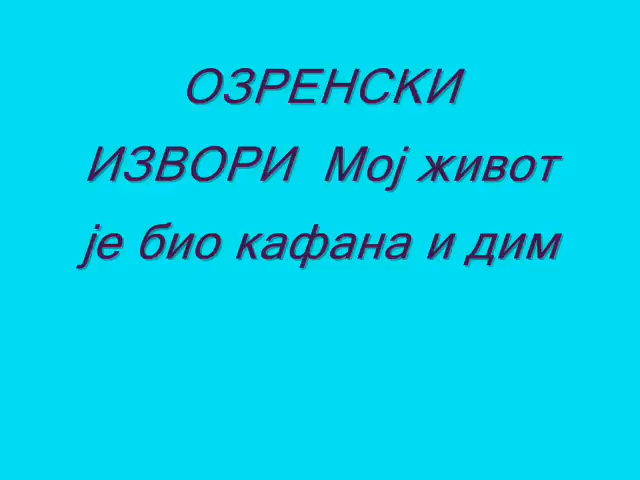 ОЗРЕНСКИ
ИЗВОРИ Мој живот
је био кафана и дим